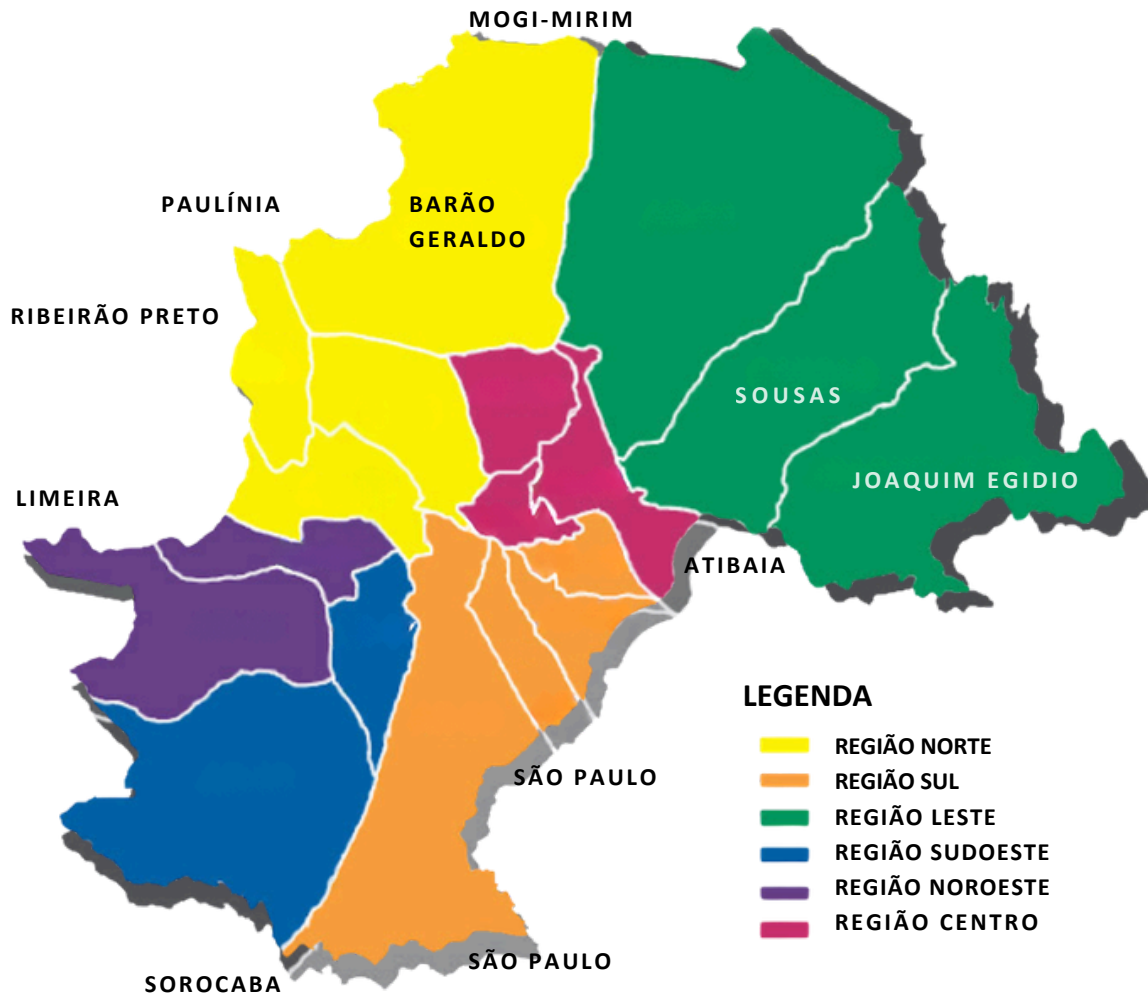 MOGI-MIRIM
PAULÍNIA
BARÃO
GERALDO
RIBEIRÃO PRETO
SOUSAS
JOAQUIM EGIDIO
LIMEIRA
ATIBAIA
SÃO PAULO
SÃO PAULO
SOROCABA
LEGENDA
REGIÃO NORTE
REGIÃO SUL
REGIÃO LESTE
REGIÃO SUDOESTE
REGIÃO NOROESTE
REGIÃO CENTRO